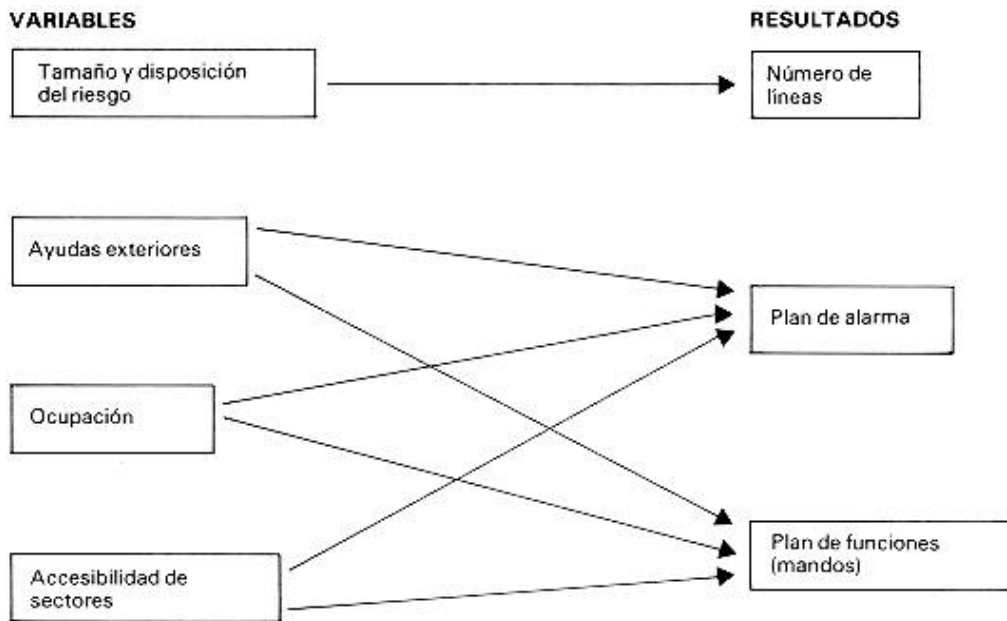 VARIABLES
RESULTADOS
Tamaño y disposición
del riesgo
Número de
líneas
Ayudas exteriores
Plan de alarma
Ocupación
Accesibilidad de
sectores
Plan de funciones
(mandos)